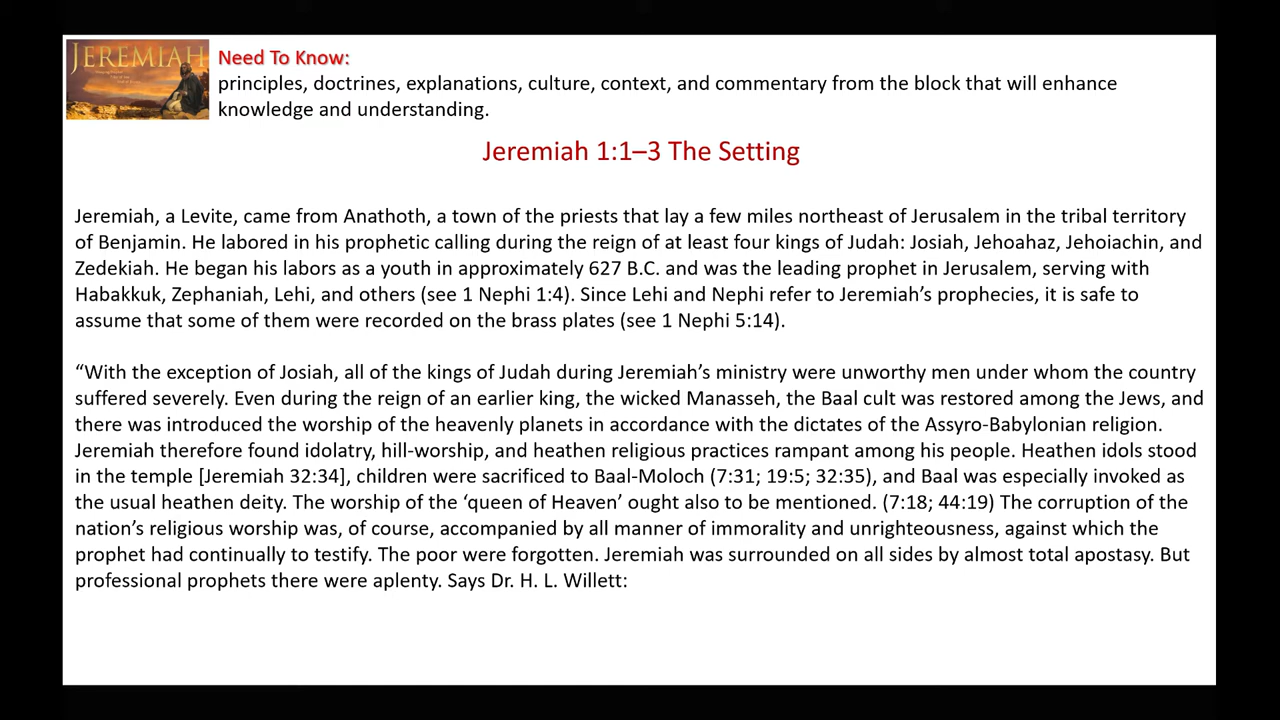 JEREMIAH
Need To Know:
principles, doctrines, explanations, culture, context, and commentary from the block that will enhance
knowledge and understanding.
Jeremiah 1:1–3 The Setting
Jeremiah, a Levite, came from Anathoth, a town of the priests that lay a few miles northeast of Jerusalem in the tribal territory
of Benjamin. He labored in his prophetic calling during the reign of at least four kings of Judah: Josiah, Jehoahaz, Jehoiachin, and
Zedekiah. He began his labors as a youth in approximately 627 B.C. and was the leading prophet in Jerusalem, serving with
Habakkuk, Zephaniah, Lehi, and others (see 1 Nephi 1:4). Since Lehi and Nephi refer to Jeremiah’s prophecies, it is safe to
assume that some of them were recorded on the brass plates (see 1 Nephi 5:14).
“With the exception of Josiah, all of the kings of Judah during Jeremiah’s ministry were unworthy men under whom the country
suffered severely. Even during the reign of an earlier king, the wicked Manasseh, the Baal cult was restored among the Jews, and
there was introduced the worship of the heavenly planets in accordance with the dictates of the Assyro-Babylonian religion.
Jeremiah therefore found idolatry, hill-worship, and heathen religious practices rampant among his people. Heathen idols stood
in the temple [Jeremiah 32:34], children were sacrificed to Baal-Moloch (7:31; 19:5; 32:35), and Baal was especially invoked as
the usual heathen deity. The worship of the ‘queen of Heaven’ ought also to be mentioned. (7:18; 44:19) The corruption of the
nation’s religious worship was, of course, accompanied by all manner of immorality and unrighteousness, against which the
prophet had continually to testify. The poor were forgotten. Jeremiah was surrounded on all sides by almost total apostasy. But
professional prophets there were aplenty. Says Dr. H. L. Willett: